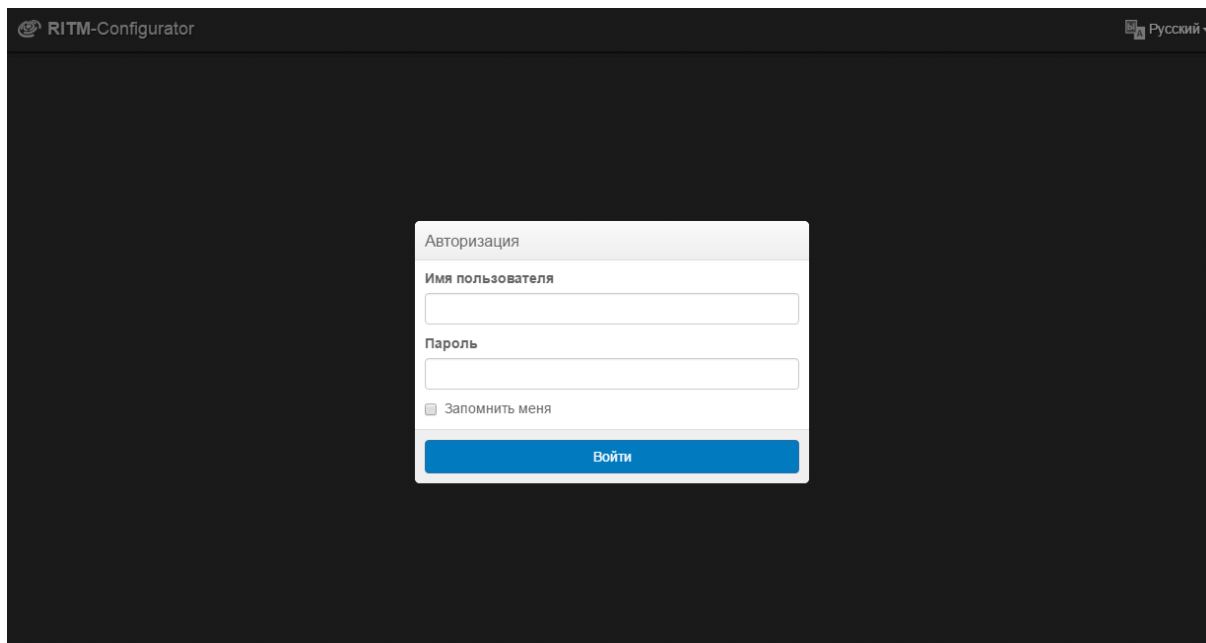 RITM-Configurator
Русский
Авторизация
Имя пользователя
Пароль
Запомнить меня
Войти